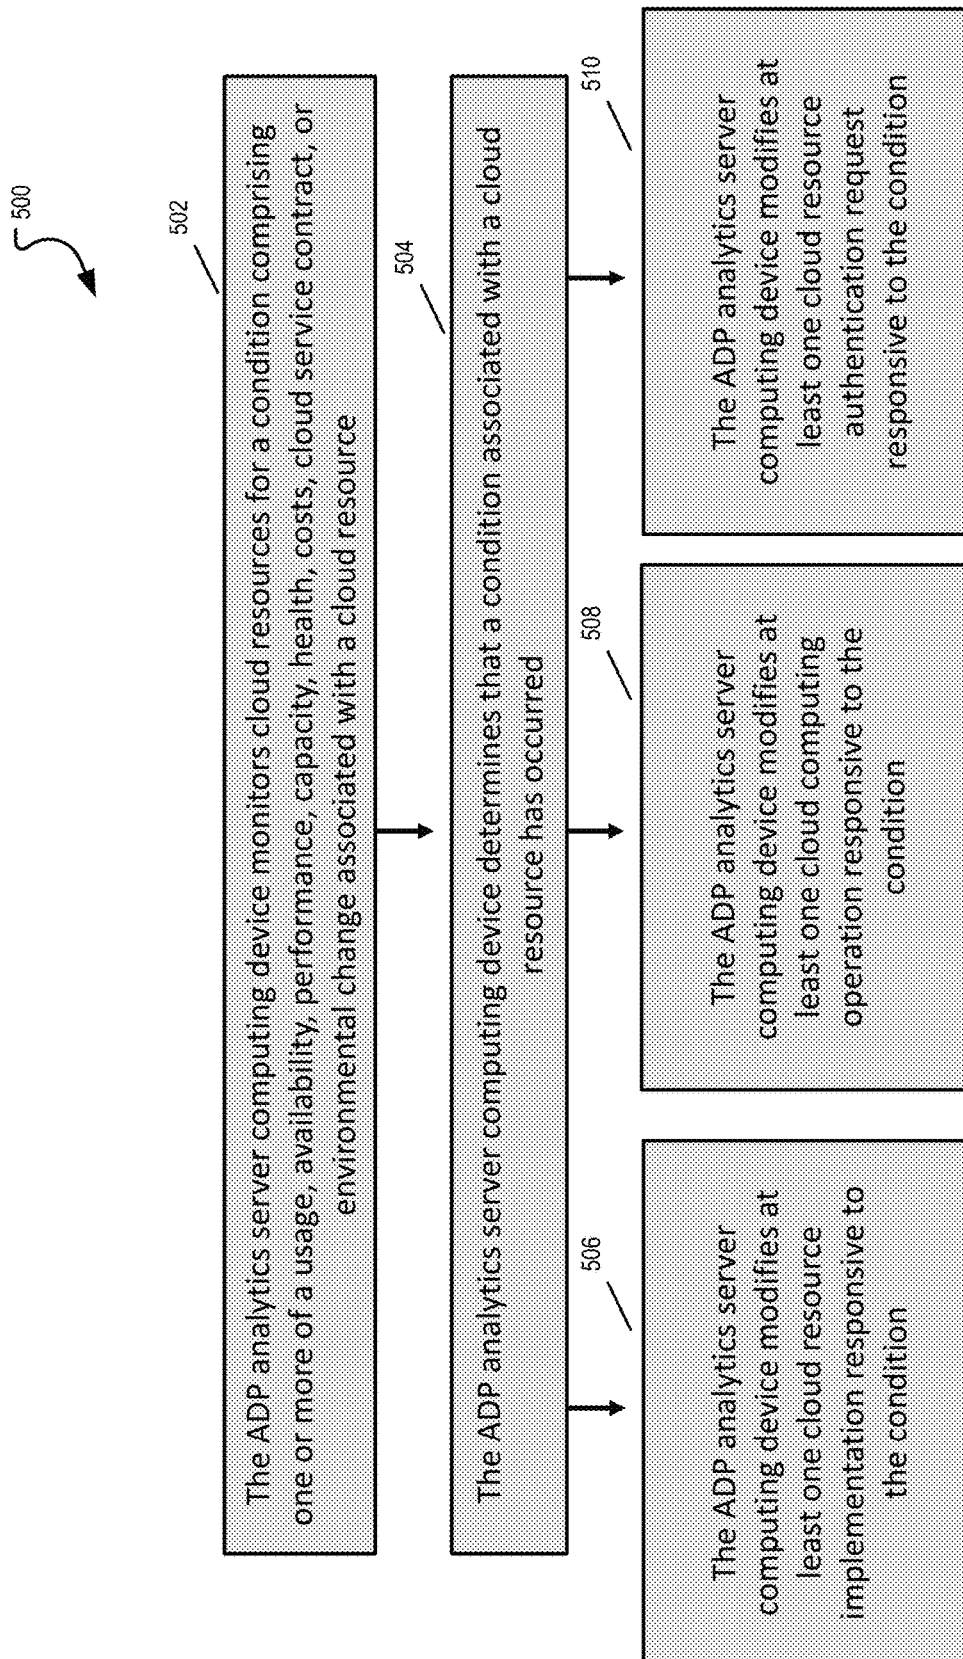 500
502
The ADP analytics server computing device monitors cloud resources for a condition comprising
one or more of a usage, availability, performance, capacity, health, costs, cloud service contract, or
environmental change associated with a cloud resource
504
The ADP analytics server computing device determines that a condition associated with a cloud
resource has occurred
506
The ADP analytics server
computing device modifies at
least one cloud resource
implementation responsive to
the condition
508
The ADP analytics server
computing device modifies at
least one cloud computing
operation responsive to the
condition
510
The ADP analytics server
computing device modifies at
least one cloud resource
authentication request
responsive to the condition